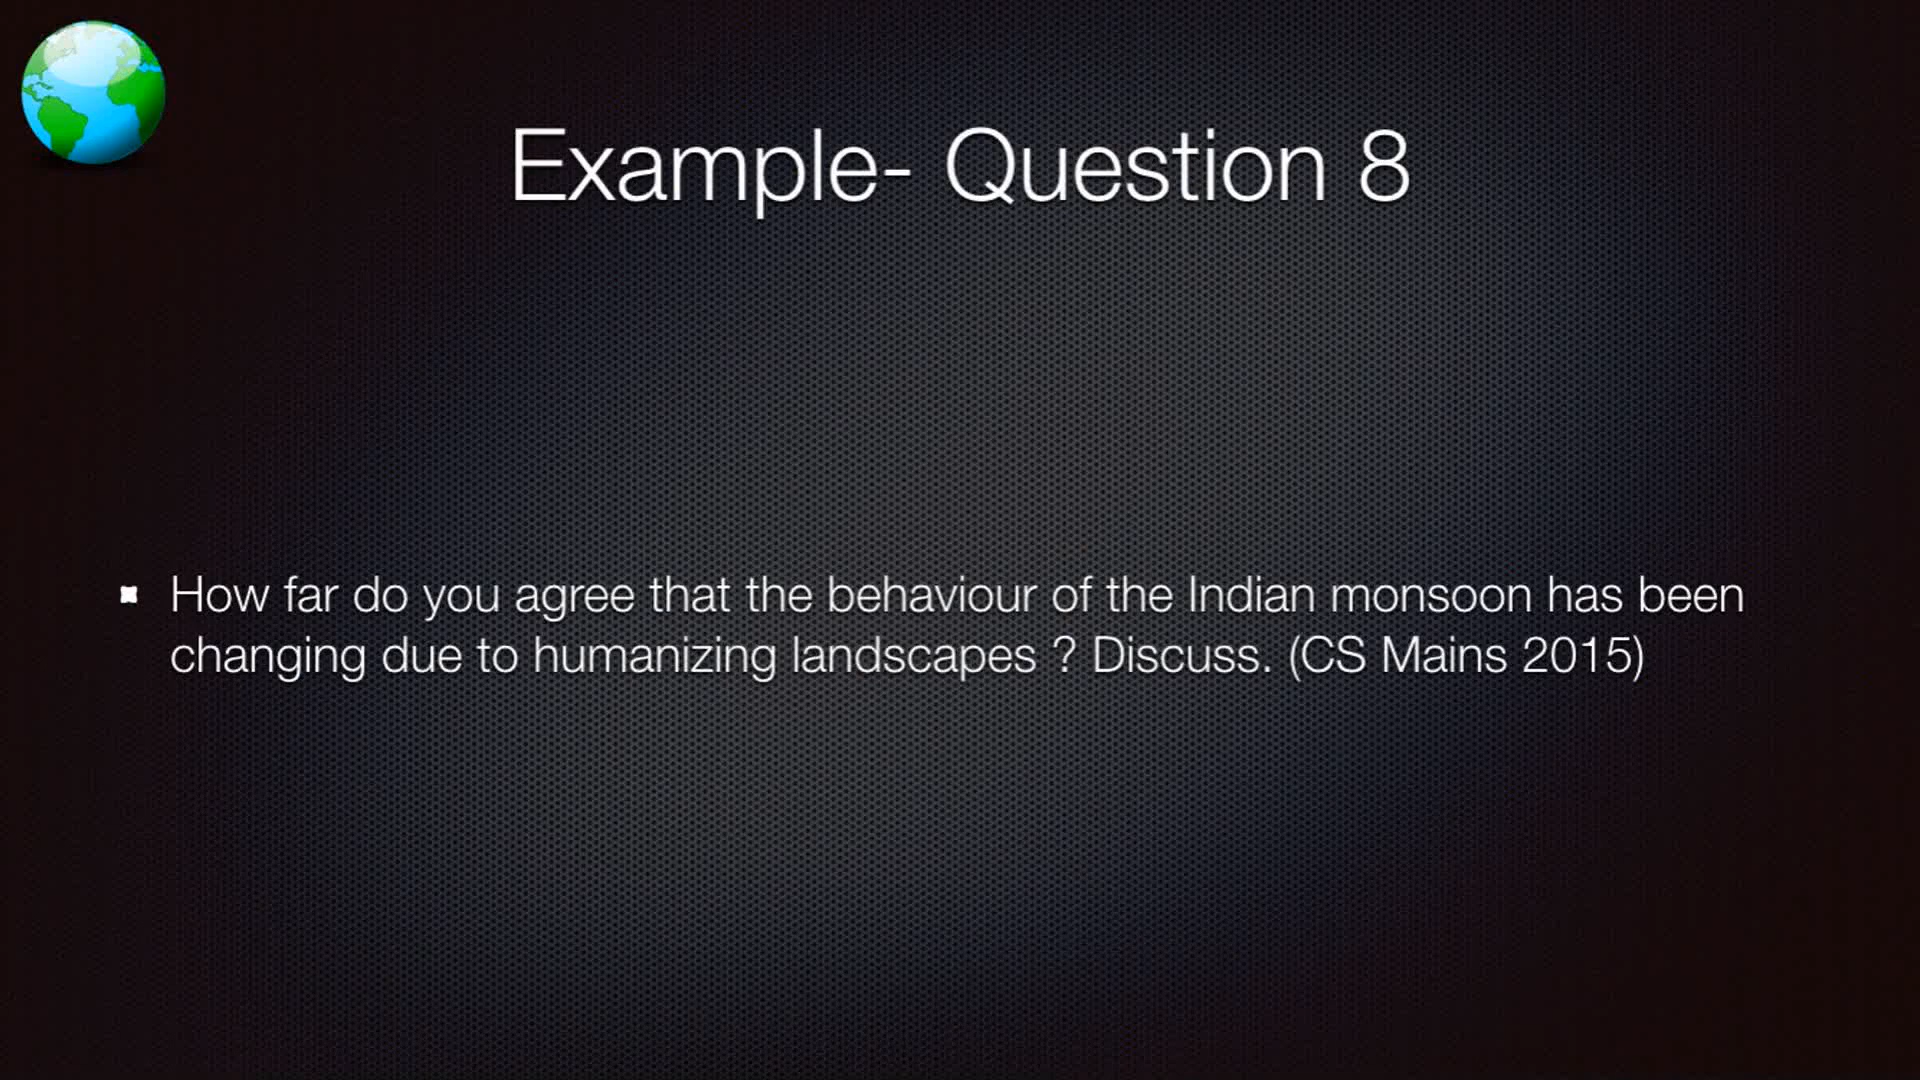 Example- Question 8
How far do you agree that the behaviour of the Indian monsoon has been
changing due to humanizing landscapes ? Discuss. (CS Mains 2015)